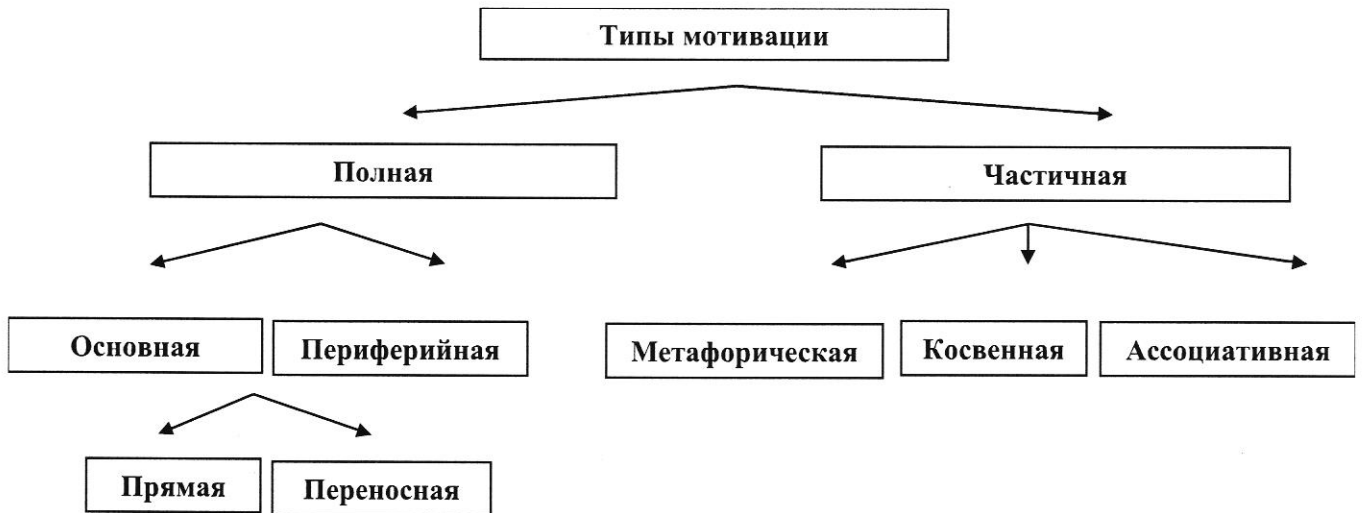 Типы мотивации
Полная
Частичная
Основная
Периферийная
Метафорическая
Косвенная
Ассоциативная
Прямая
Переносная